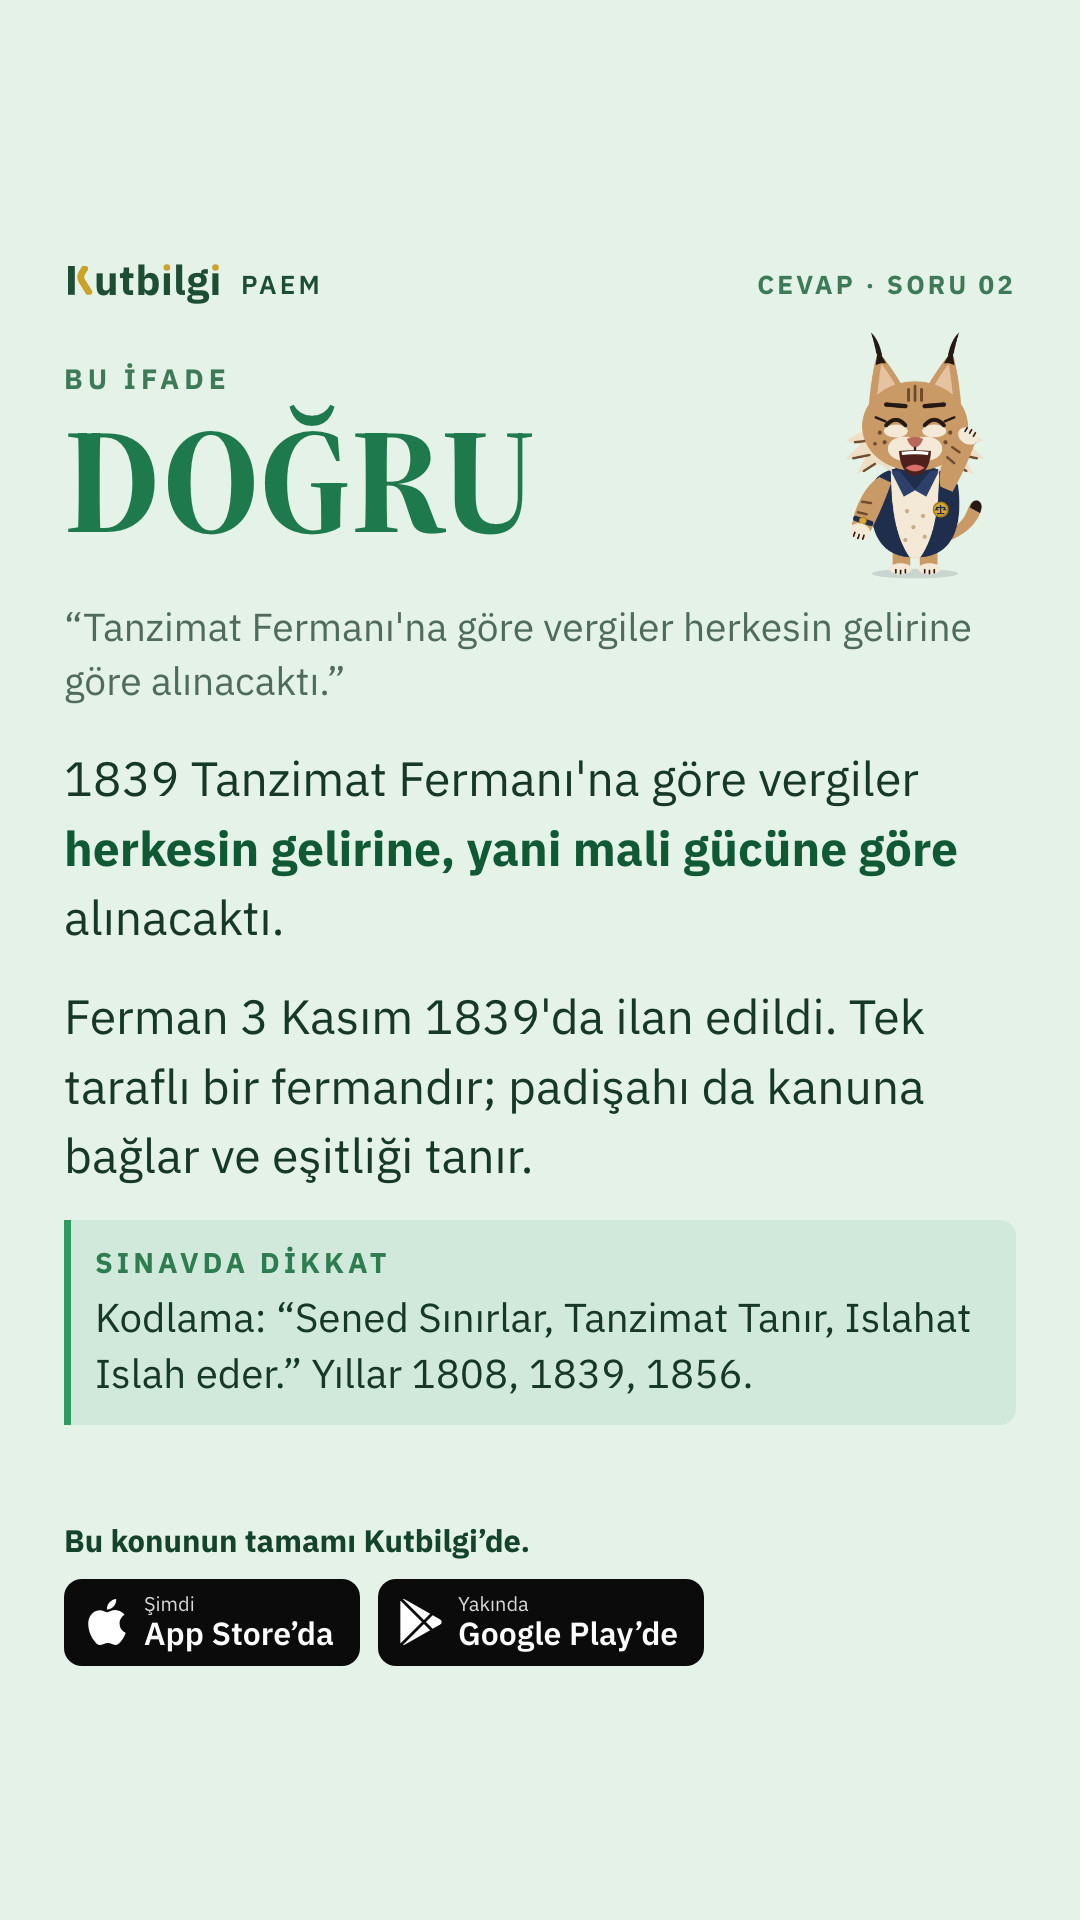 Kutbilgi PAEM
CEVAP · SORU 02
BU İFADE
DOĞRU
“Tanzimat Fermanı'na göre vergiler herkesin gelirine
göre alınacaktı.”
1839 Tanzimat Fermanı'na göre vergiler
herkesin gelirine, yani mali gücüne göre
alınacaktı.
Ferman 3 Kasım 1839'da ilan edildi. Tek
taraflı bir fermandır; padişahı da kanuna
bağlar ve eşitliği tanır.
SINAVDA DİKKAT
Kodlama: “Sened Sınırlar, Tanzimat Tanır, Islahat
Islah eder.” Yıllar 1808, 1839, 1856.
Bu konunun tamamı Kutbilgi’de.
Şimdi
App Store’da
Yakında
Google Play’de